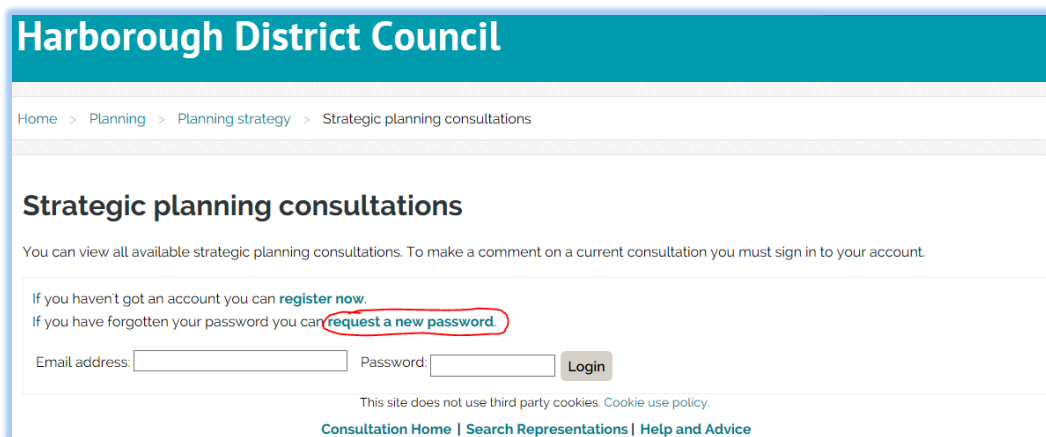 Harborough District Council
Home > Planning > Planning strategy > Strategic planning consultations
Strategic planning consultations
You can view all available strategic planning consultations. To make a comment on a current consultation you must sign in to your account.
If you haven't got an account you can register now.
If you have forgotten your password you can request a new password.
Email address: Password: Login
This site does not use third party cookies. Cookie use policy.
Consultation Home | Search Representations | Help and Advice